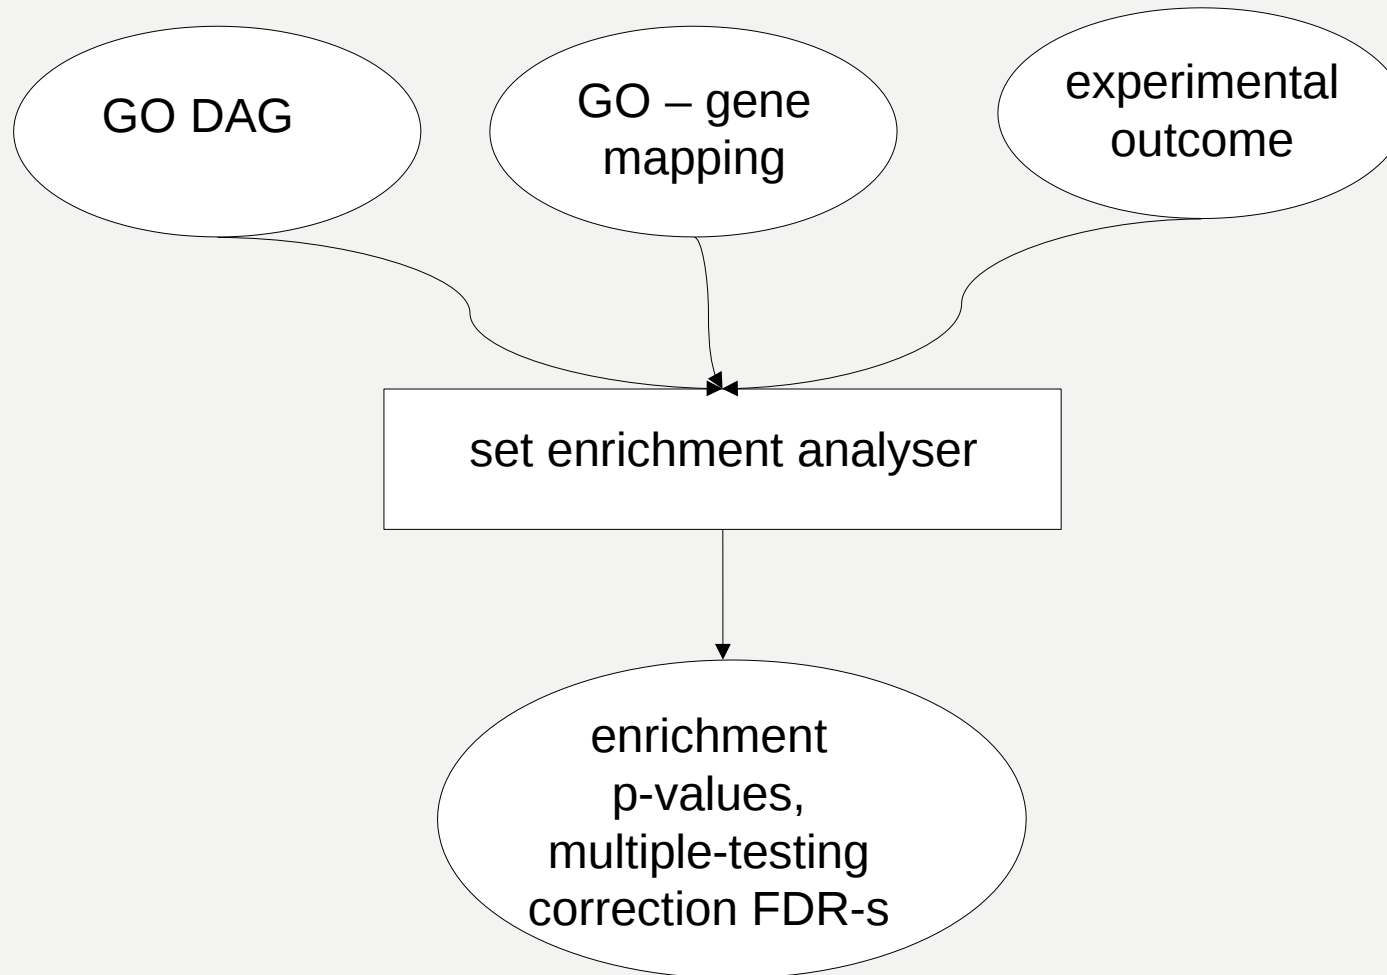 GO DAG
GO – gene
mapping
experimental
outcome
set enrichment analyser
enrichment
p-values,
multiple-testing
correction FDR-s